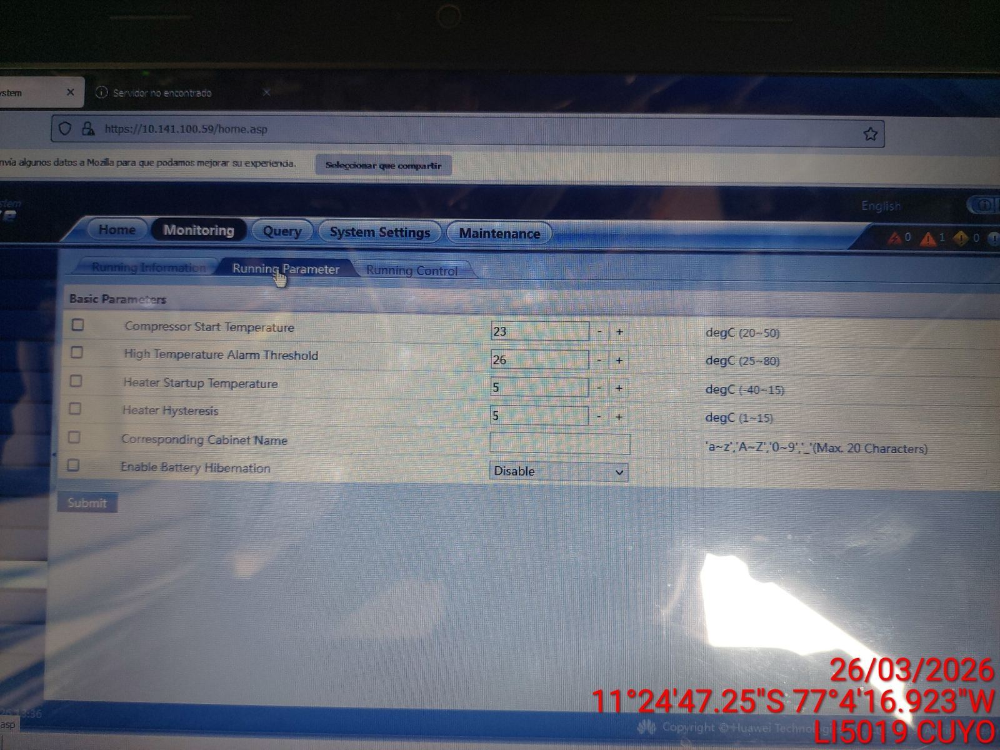 ystem
Servidor no encontrado
https://10.141.100.59/home.asp
nvía algunos datos a Mozilla para que podamos mejorar su experiencia.
Seleccionar que compartir
stem
English
Home
Monitoring
Query
System Settings
Maintenance
0
1
0
Running Information
Running Parameter
Running Control
Basic Parameters
Compressor Start Temperature 23 - + degC (20~50)
High Temperature Alarm Threshold 26 - + degC (25~80)
Heater Startup Temperature 5 - + degC (-40~15)
Heater Hysteresis 5 - + degC (1~15)
Corresponding Cabinet Name 'a~z','A~Z','0~9','_'(Max. 20 Characters)
Enable Battery Hibernation Disable
Submit
26/03/2026
11°24'47.25"S 77°4'16.923"W
:36
asp
Copyright © Huawei
LI5019 CUYO